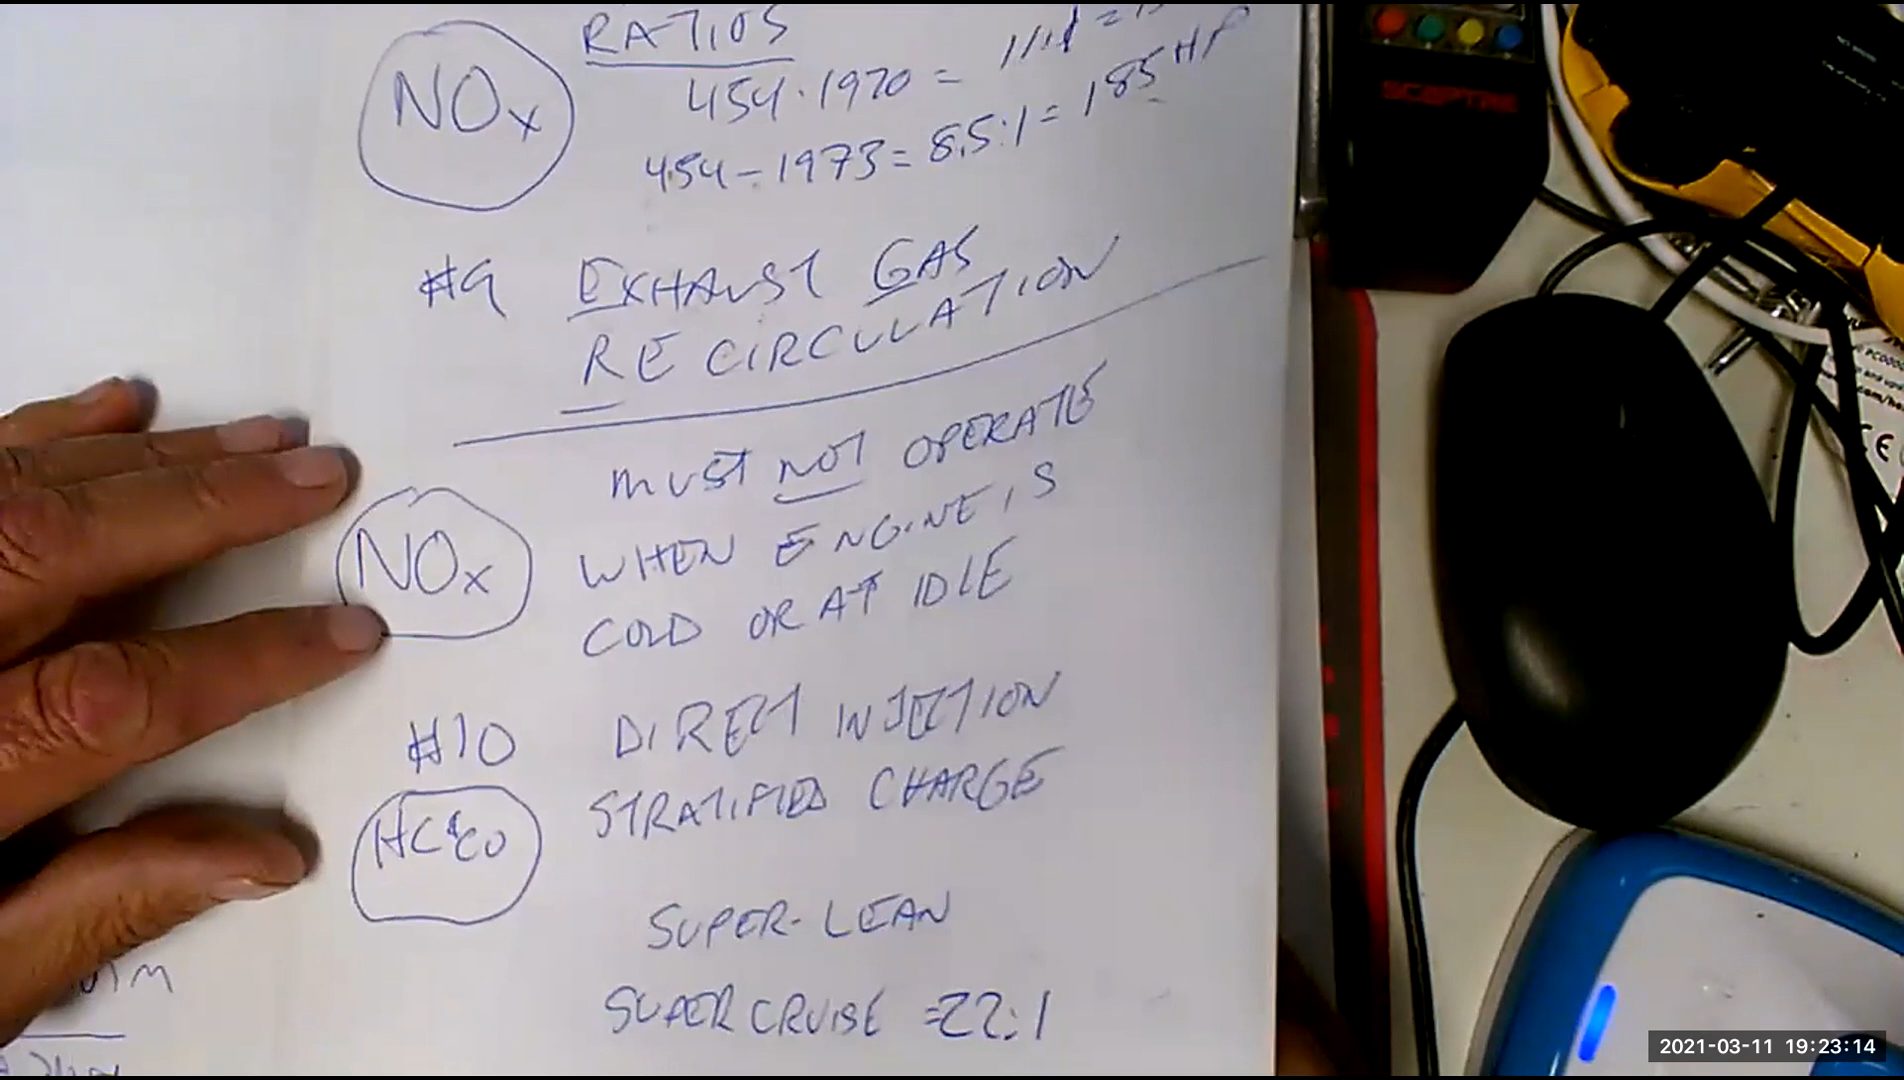 RATIOS
NOx
454 · 1970 =
454 - 1973 = 8.5:1 = 185 HP
#9 EXHAUST GAS
RECIRCULATION
MUST NOT OPERATE
NOx
WHEN ENGINE IS
COLD OR AT IDLE
#10 DIRECT INJECTION
STRATIFIED CHARGE
HC & CO
SUPER-LEAN
SUPER CRUISE = 22:1
SCEPTRE
2021-03-11 19:23:14